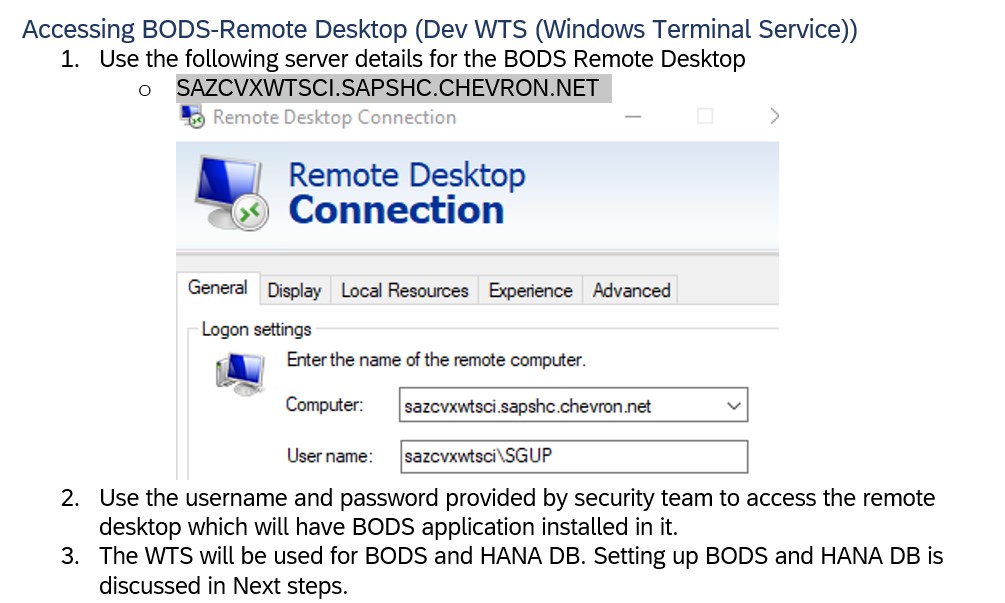 Accessing BODS-Remote Desktop (Dev WTS (Windows Terminal Service))
1. Use the following server details for the BODS Remote Desktop
o SAZCVXWTSCI.SAPSHC.CHEVRON.NET
Remote Desktop Connection
Remote Desktop
Connection
General Display Local Resources Experience Advanced
Logon settings
Enter the name of the remote computer.
Computer: sazcvxwtsci.sapshc.chevron.net
User name: sazcvxwtsci\SGUP
2. Use the username and password provided by security team to access the remote
desktop which will have BODS application installed in it.
3. The WTS will be used for BODS and HANA DB. Setting up BODS and HANA DB is
discussed in Next steps.